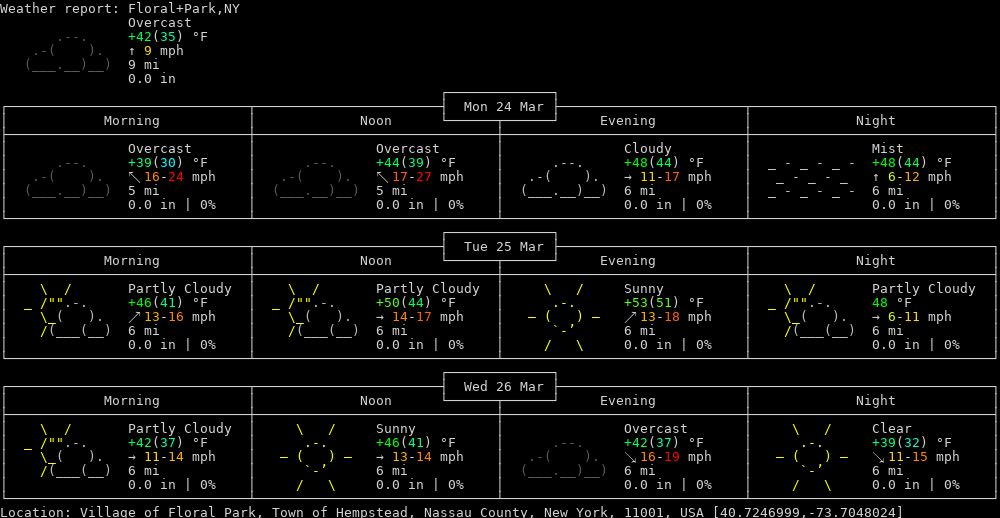 Weather report: Floral+Park,NY
Overcast
+42(35) °F
↑ 9 mph
9 mi
0.0 in
Mon 24 Mar
Morning Noon Evening Night
Overcast Overcast Cloudy Mist
+39(30) °F +44(39) °F +48(44) °F +48(44) °F
↖ 16-24 mph ↖ 17-27 mph → 11-17 mph ↑ 6-12 mph
5 mi 5 mi 6 mi 6 mi
0.0 in | 0% 0.0 in | 0% 0.0 in | 0% 0.0 in | 0%
Tue 25 Mar
Morning Noon Evening Night
Partly Cloudy Partly Cloudy Sunny Partly Cloudy
+46(41) °F +50(44) °F +53(51) °F 48 °F
↗ 13-16 mph → 14-17 mph ↗ 13-18 mph → 6-11 mph
6 mi 6 mi 6 mi 6 mi
0.0 in | 0% 0.0 in | 0% 0.0 in | 0% 0.0 in | 0%
Wed 26 Mar
Morning Noon Evening Night
Partly Cloudy Sunny Overcast Clear
+42(37) °F +46(41) °F +42(37) °F +39(32) °F
→ 11-14 mph → 13-14 mph ↘ 16-19 mph ↘ 11-15 mph
6 mi 6 mi 6 mi 6 mi
0.0 in | 0% 0.0 in | 0% 0.0 in | 0% 0.0 in | 0%
Location: Village of Floral Park, Town of Hempstead, Nassau County, New York, 11001, USA [40.7246999,-73.7048024]